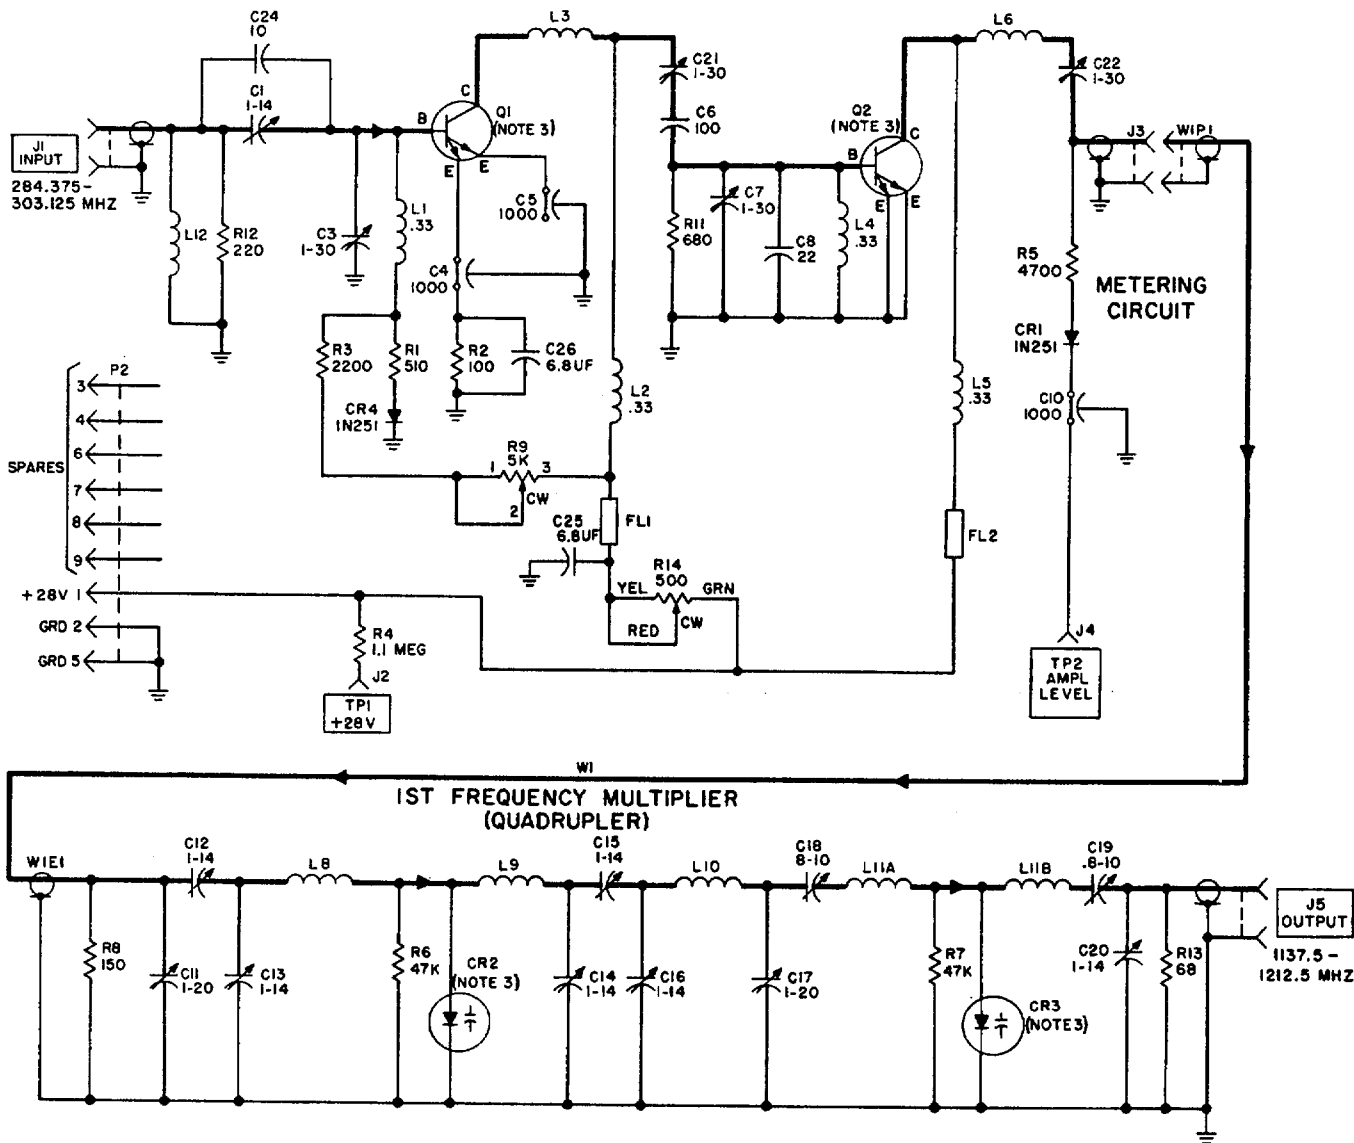 C24
10
C1
1-14
J1
INPUT
284.375-
303.125 MHZ
L12
R12
220
C3
1-30
L1
.33
B
C
E
E
Q1
(NOTE 3)
L3
C5
1000
C4
1000
R3
2200
R1
510
CR4
1N251
R2
100
C26
6.8UF
L2
.33
R9
5K
1
3
2
CW
C25
6.8UF
FL1
R14
500
YEL
GRN
RED
CW
C21
1-30
C6
100
R11
680
C7
1-30
C8
22
L4
.33
Q2
(NOTE 3)
B
C
E
E
L6
C22
1-30
J3
W1P1
R5
4700
METERING
CIRCUIT
CR1
1N251
C10
1000
L5
.33
FL2
J4
TP2
AMPL
LEVEL
P2
SPARES
3
4
6
7
8
9
+28V 1
GRD 2
GRD 5
R4
1.1 MEG
J2
TP1
+28V
W1
1ST FREQUENCY MULTIPLIER
(QUADRUPLER)
W1E1
R8
150
C11
1-20
C12
1-14
C13
1-14
L8
R6
47K
CR2
(NOTE 3)
L9
C14
1-14
C15
1-14
C16
1-14
L10
C17
1-20
C18
8-10
L11A
R7
47K
CR3
(NOTE 3)
L11B
C19
.8-10
C20
1-14
R13
68
J5
OUTPUT
1137.5-
1212.5 MHZ